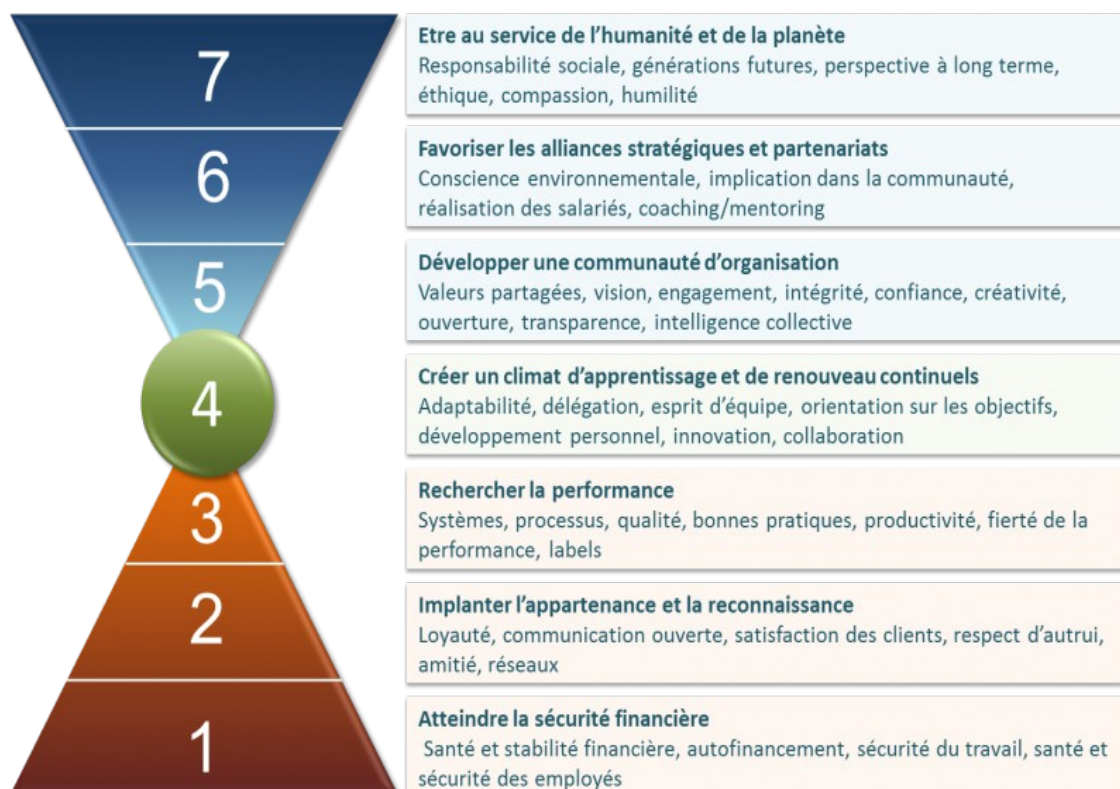 7
Etre au service de l’humanité et de la planète
Responsabilité sociale, générations futures, perspective à long terme,
éthique, compassion, humilité
6
Favoriser les alliances stratégiques et partenariats
Conscience environnementale, implication dans la communauté,
réalisation des salariés, coaching/mentoring
5
Développer une communauté d’organisation
Valeurs partagées, vision, engagement, intégrité, confiance, créativité,
ouverture, transparence, intelligence collective
4
Créer un climat d’apprentissage et de renouveau continuels
Adaptabilité, délégation, esprit d’équipe, orientation sur les objectifs,
développement personnel, innovation, collaboration
3
Rechercher la performance
Systèmes, processus, qualité, bonnes pratiques, productivité, fierté de la
performance, labels
2
Implanter l’appartenance et la reconnaissance
Loyauté, communication ouverte, satisfaction des clients, respect d’autrui,
amitié, réseaux
1
Atteindre la sécurité financière
Santé et stabilité financière, autofinancement, sécurité du travail, santé et
sécurité des employés